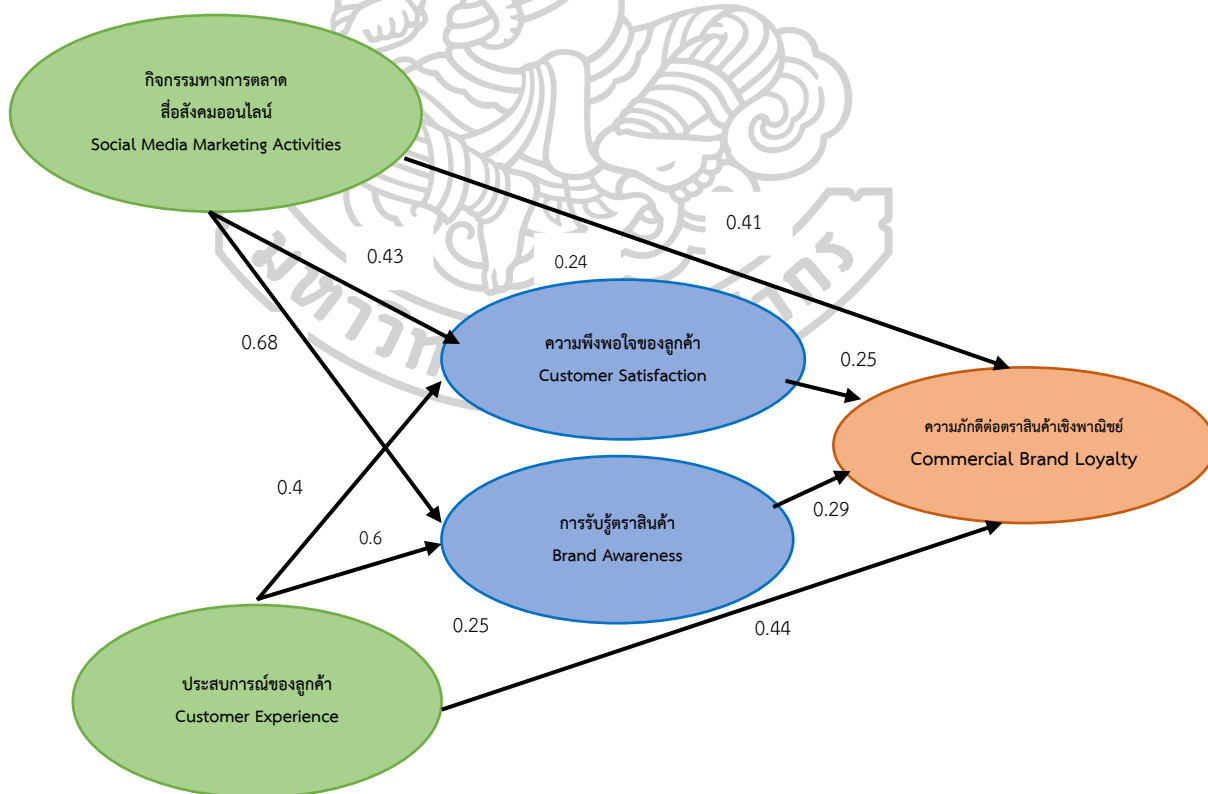 กิจกรรมทางการตลาด
สื่อสังคมออนไลน์
Social Media Marketing Activities
0.41
0.43
0.24
0.68
ความพึงพอใจของลูกค้า
Customer Satisfaction
0.25
ความภักดีต่อตราสินค้าเชิงพาณิชย์
Commercial Brand Loyalty
0.4
การรับรู้ตราสินค้า
Brand Awareness
0.29
0.6
0.25
0.44
ประสบการณ์ของลูกค้า
Customer Experience